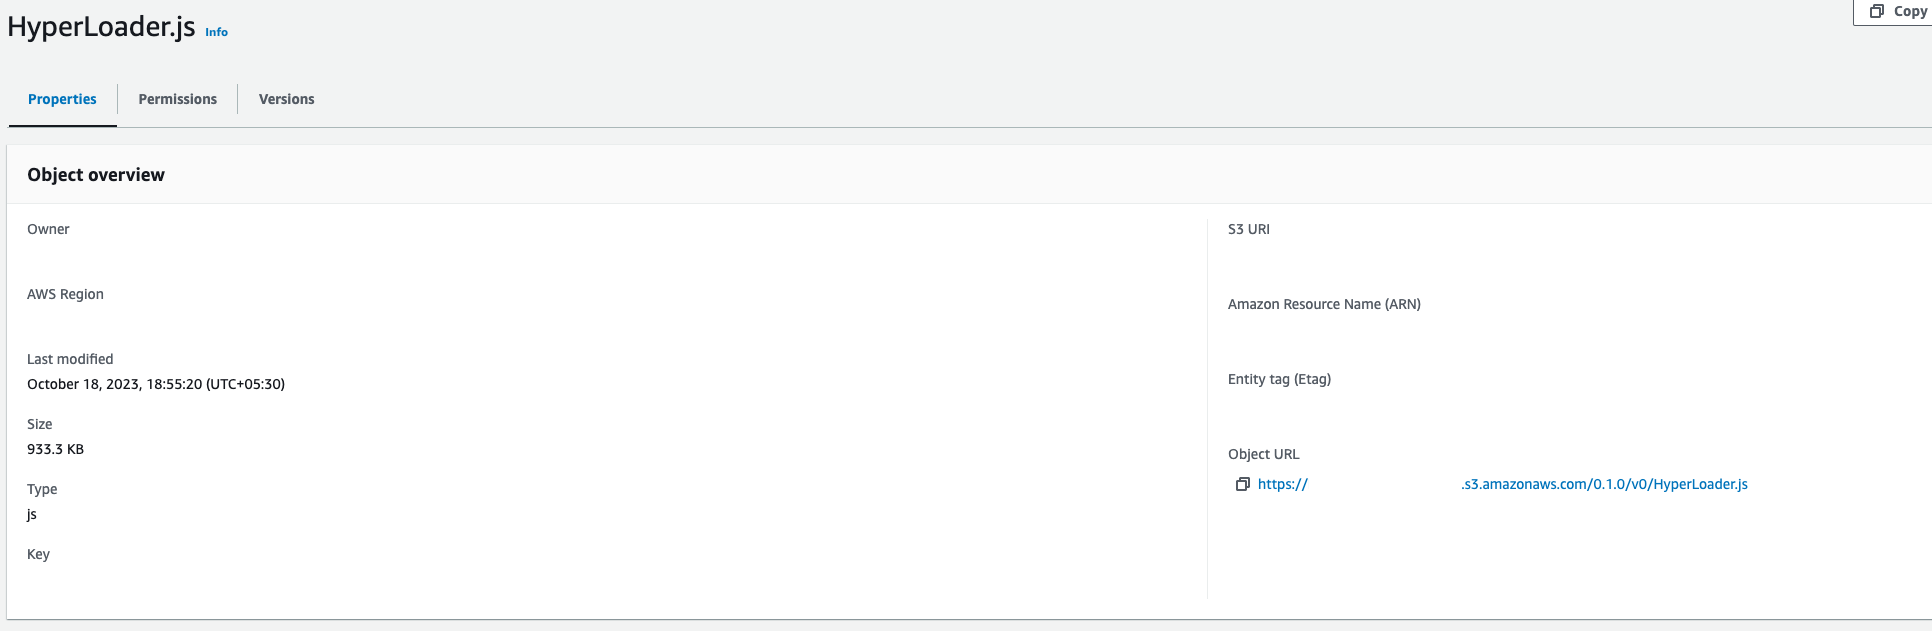 HyperLoader.js Info
Copy
Properties
Permissions
Versions
Object overview
Owner
AWS Region
Last modified
October 18, 2023, 18:55:20 (UTC+05:30)
Size
933.3 KB
Type
js
Key
S3 URI
Amazon Resource Name (ARN)
Entity tag (Etag)
Object URL
https:// .s3.amazonaws.com/0.1.0/v0/HyperLoader.js